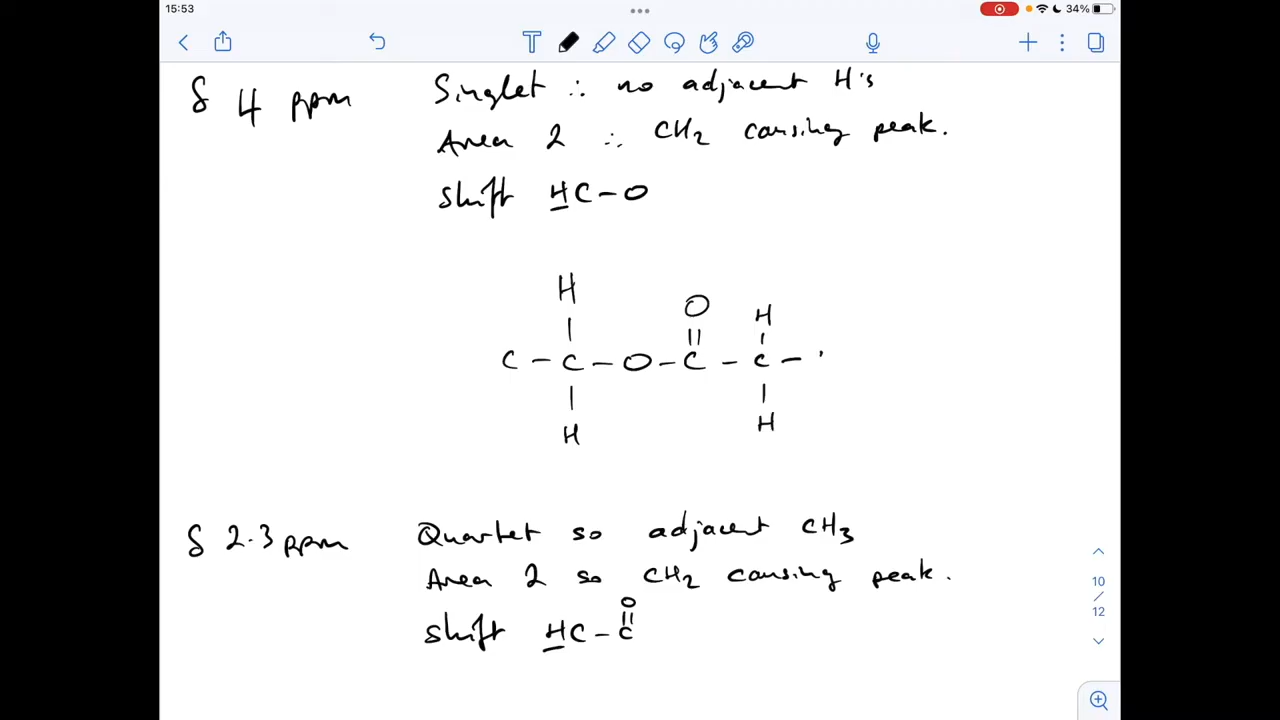 15:53
34%
δ 4 ppm
Singlet ∴ no adjacent H's
Area 2 ∴ CH2 causing peak.
Shift HC-O
H O H
| || |
C - C - O - C - C -
| |
H H
δ 2.3 ppm
Quartet so adjacent CH3
Area 2 so CH2 causing peak.
O
||
Shift HC - C
10
/
12